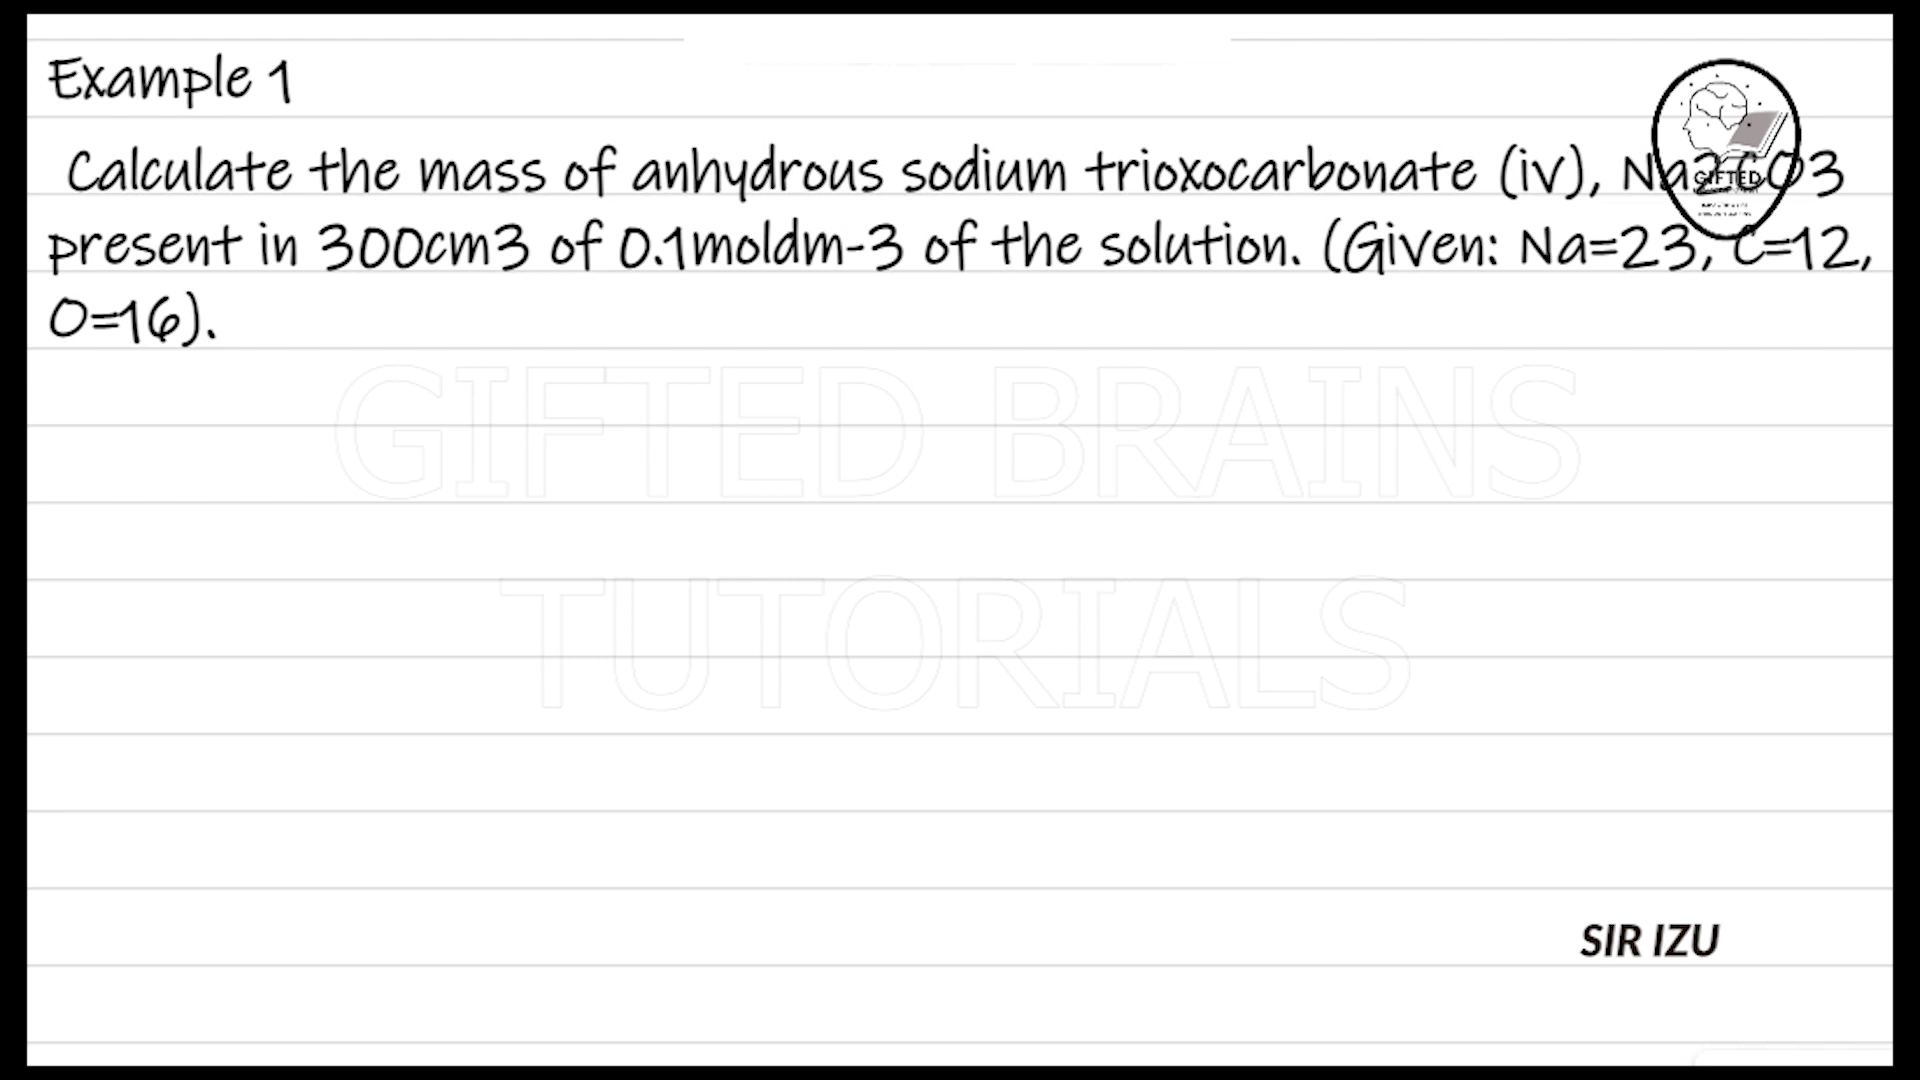 Example 1
Calculate the mass of anhydrous sodium trioxocarbonate (iv), Na2CO3
present in 300cm3 of 0.1moldm-3 of the solution. (Given: Na=23, C=12,
O=16).
GIFTED
GIFTED BRAINS
TUTORIALS
SIR IZU